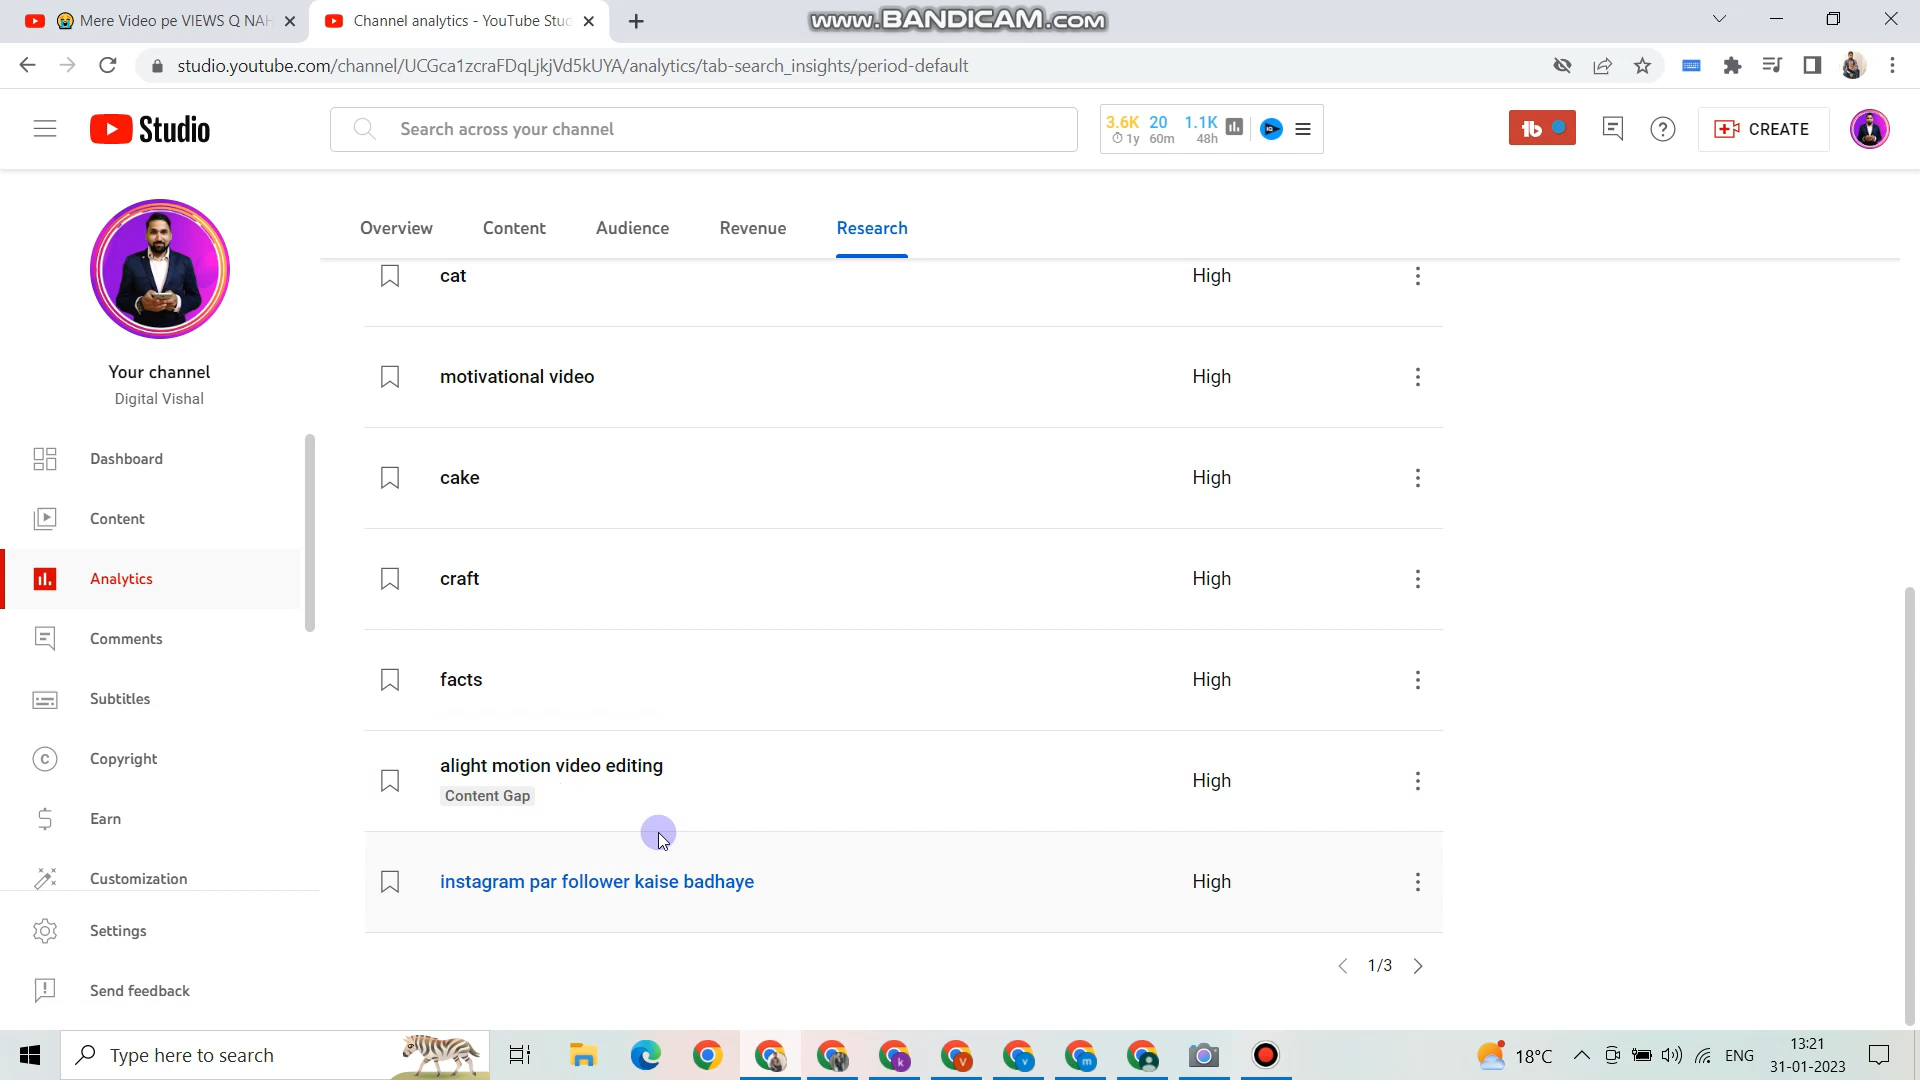 😭 Mere Video pe VIEWS Q NAH
Channel analytics - YouTube Stud
www.BANDICAM.COM
studio.youtube.com/channel/UCGca1zcraFDqLjkjVd5kUYA/analytics/tab-search_insights/period-default
Studio
Search across your channel
3.6K 20 1.1K
1y 60m 48h
IQ
tb
CREATE
Your channel
Digital Vishal
Dashboard
Content
Analytics
Comments
Subtitles
Copyright
Earn
Customization
Settings
Send feedback
Overview Content Audience Revenue Research
cat High
motivational video High
cake High
craft High
facts High
alight motion video editing High
Content Gap
instagram par follower kaise badhaye High
1/3
Type here to search
k
v
v
m
18°C
ENG
13:21
31-01-2023